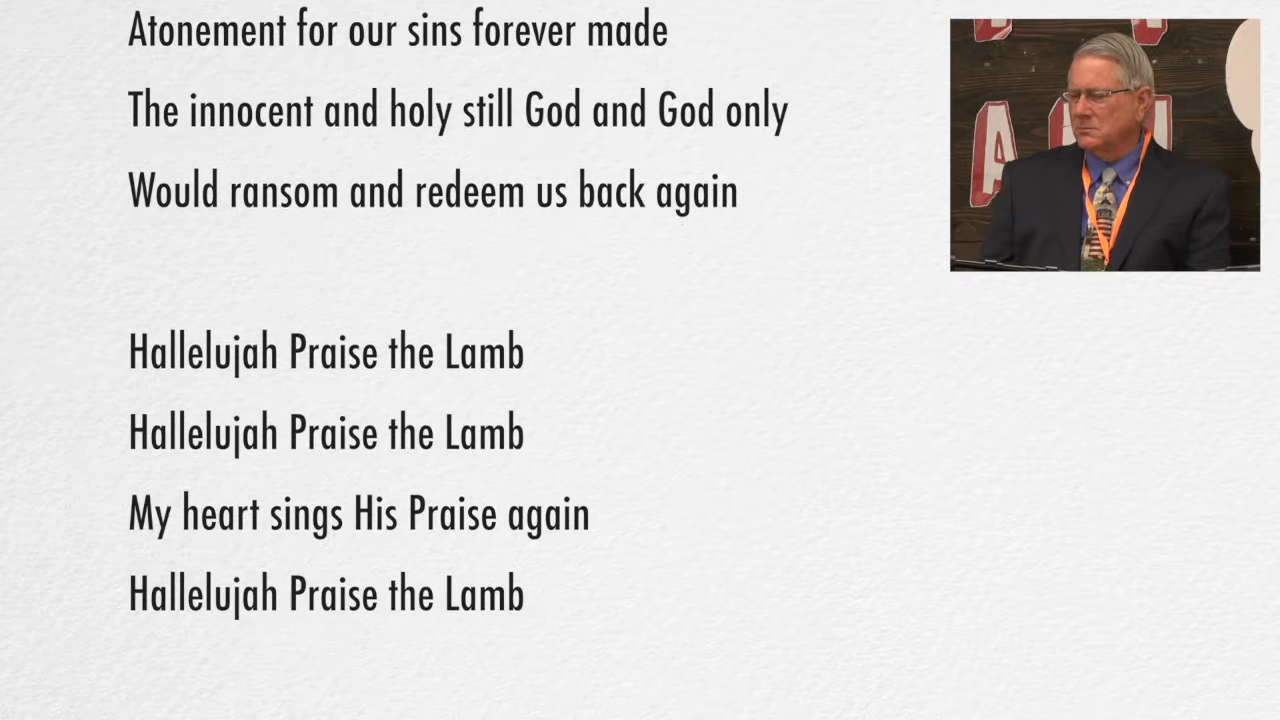 Atonement for our sins forever made
The innocent and holy still God and God only
Would ransom and redeem us back again
Hallelujah Praise the Lamb
Hallelujah Praise the Lamb
My heart sings His Praise again
Hallelujah Praise the Lamb